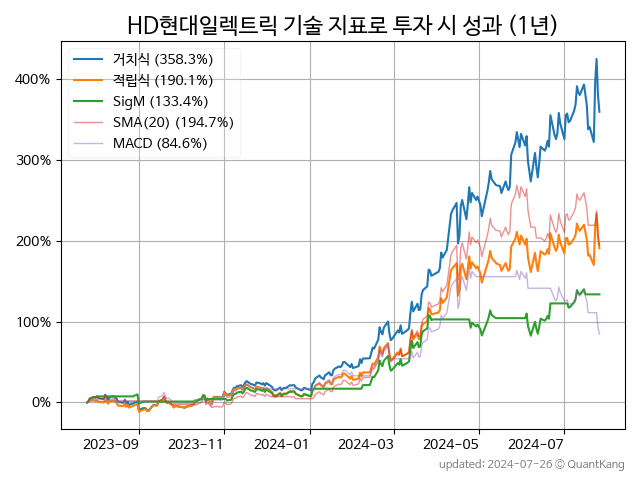 HD현대일렉트릭 기술 지표로 투자 시 성과 (1년)
거치식 (358.3%)
적립식 (190.1%)
SigM (133.4%)
SMA(20) (194.7%)
MACD (84.6%)
400%
300%
200%
100%
0%
2023-09 2023-11 2024-01 2024-03 2024-05 2024-07
updated: 2024-07-26 © QuantKang